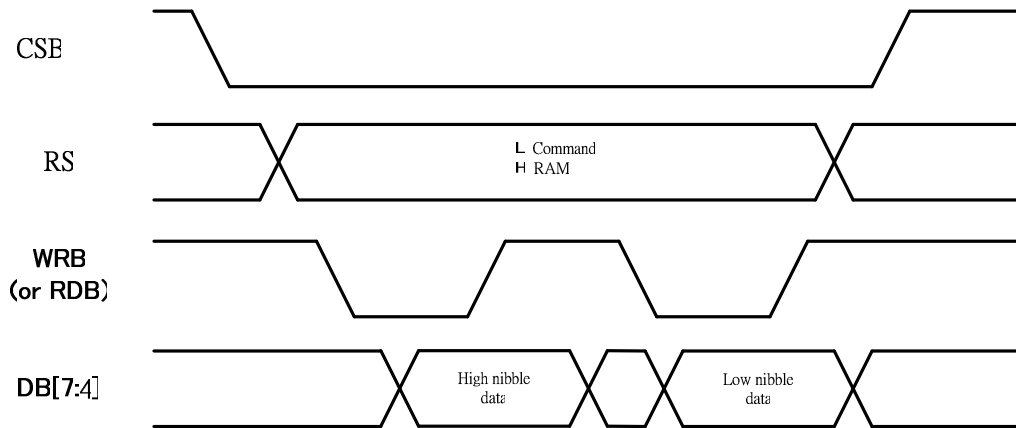 CSB
RS
L Command
H RAM
WRB
(or RDB)
DB[7:4]
High nibble
data
Low nibble
data